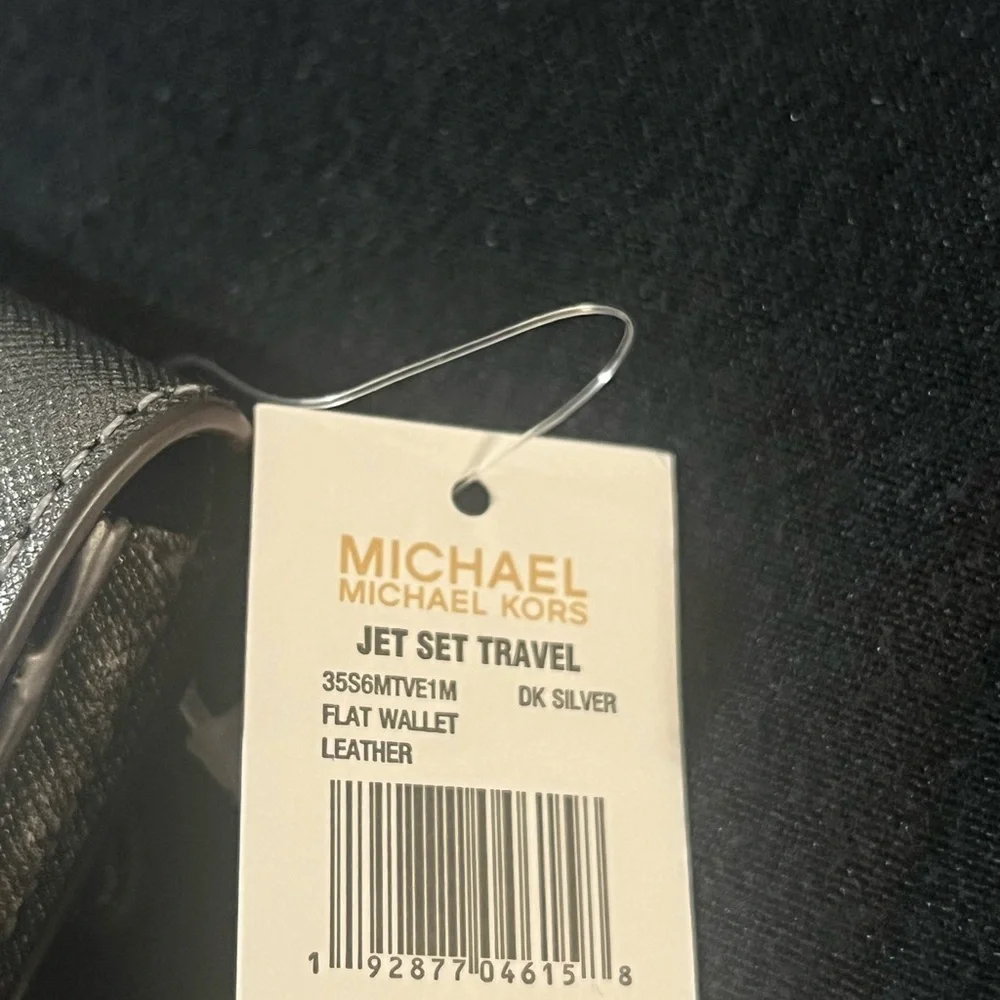 MICHAEL
MICHAEL KORS
JET SET TRAVEL
35S6MTVE1M DK SILVER
FLAT WALLET
LEATHER
1 92877 04615 8